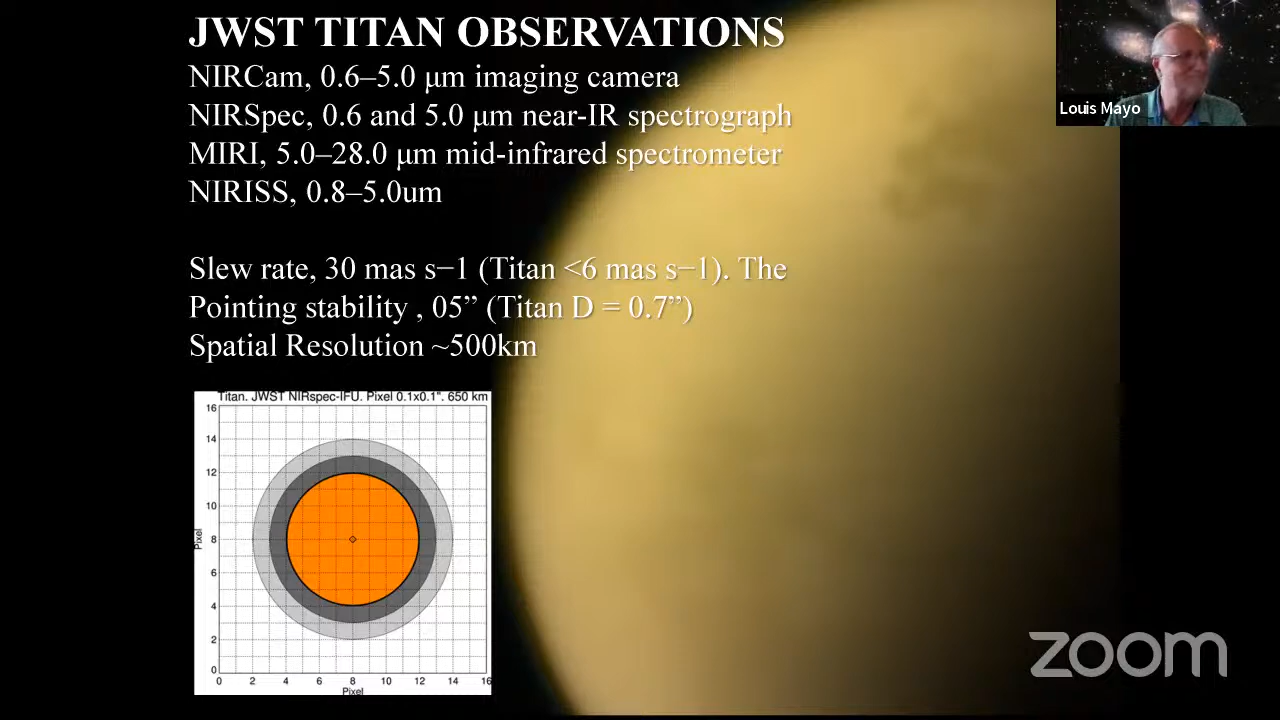 JWST TITAN OBSERVATIONS
NIRCam, 0.6–5.0 μm imaging camera
NIRSpec, 0.6 and 5.0 μm near-IR spectrograph
MIRI, 5.0–28.0 μm mid-infrared spectrometer
NIRISS, 0.8–5.0um
Slew rate, 30 mas s−1 (Titan <6 mas s−1). The
Pointing stability , 05” (Titan D = 0.7”)
Spatial Resolution ~500km
Louis Mayo
Titan. JWST NIRspec-IFU. Pixel 0.1x0.1". 650 km
16
14
12
10
8
6
4
2
0
Pixel
0 2 4 6 8 10 12 14 16
Pixel
zoom